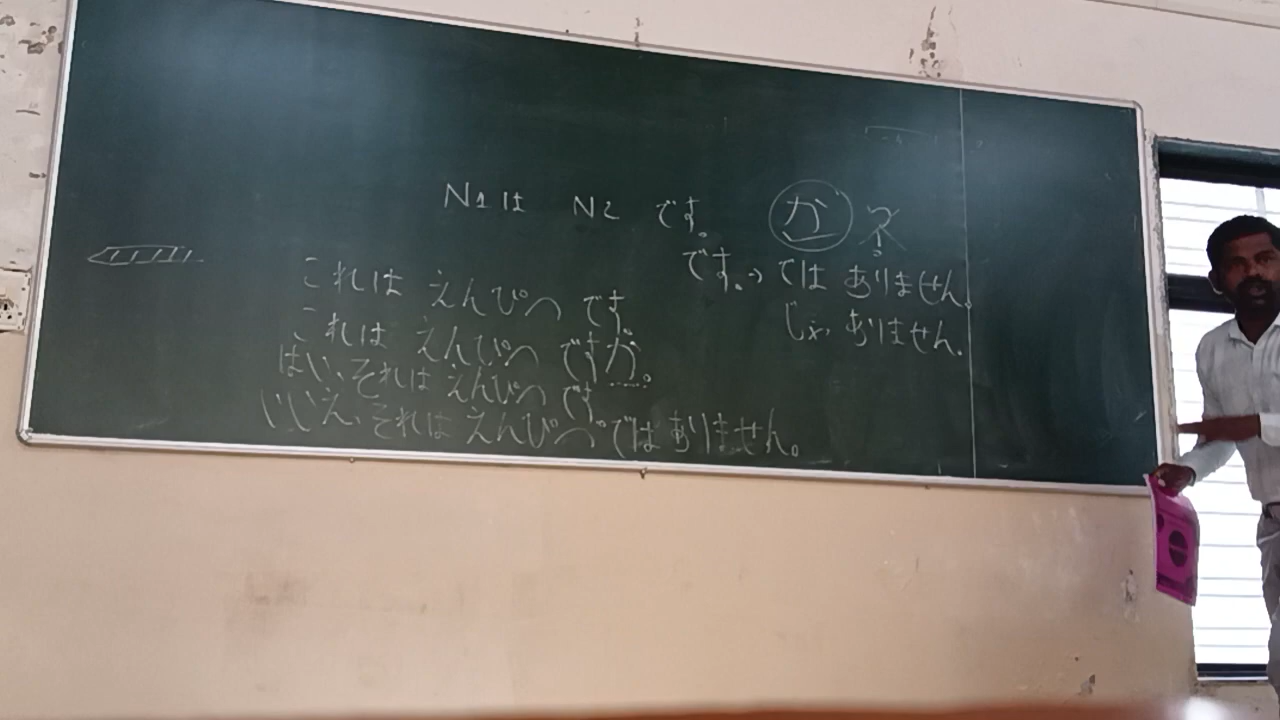 N1は N2 です。 か ?
です。→ では ありません。
じゃ ありません。
これは えんぴつ です。
これは えんぴつ ですか。
はい、それは えんぴつ です
いいえ、それは えんぴつ ではありません。